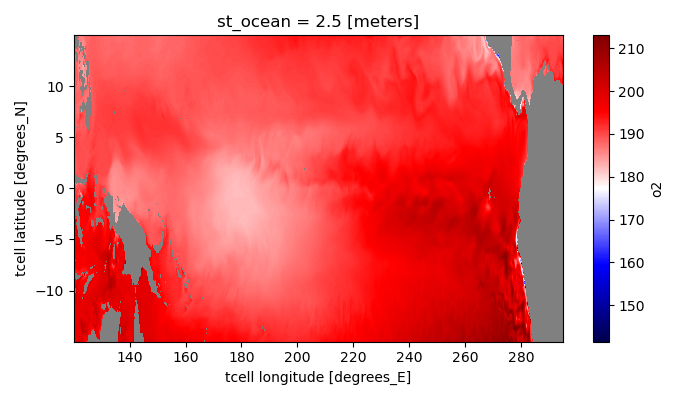 st_ocean = 2.5 [meters]
10
5
0
−5
−10
tcell latitude [degrees_N]
140 160 180 200 220 240 260 280
tcell longitude [degrees_E]
210
200
190
180
170
160
150
o2